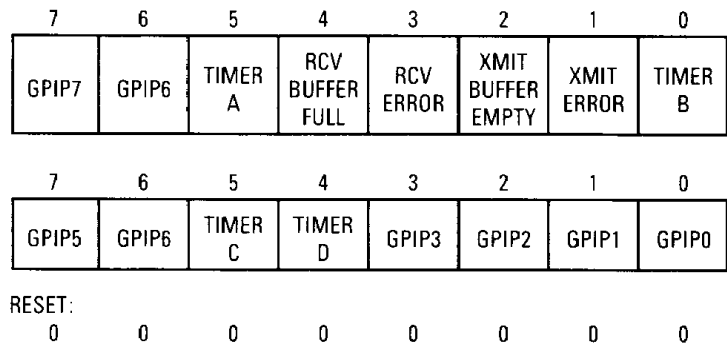 7 6 5 4 3 2 1 0
GPIP7 GPIP6 TIMER A RCV BUFFER FULL RCV ERROR XMIT BUFFER EMPTY XMIT ERROR TIMER B
7 6 5 4 3 2 1 0
GPIP5 GPIP6 TIMER C TIMER D GPIP3 GPIP2 GPIP1 GPIP0
RESET:
0 0 0 0 0 0 0 0